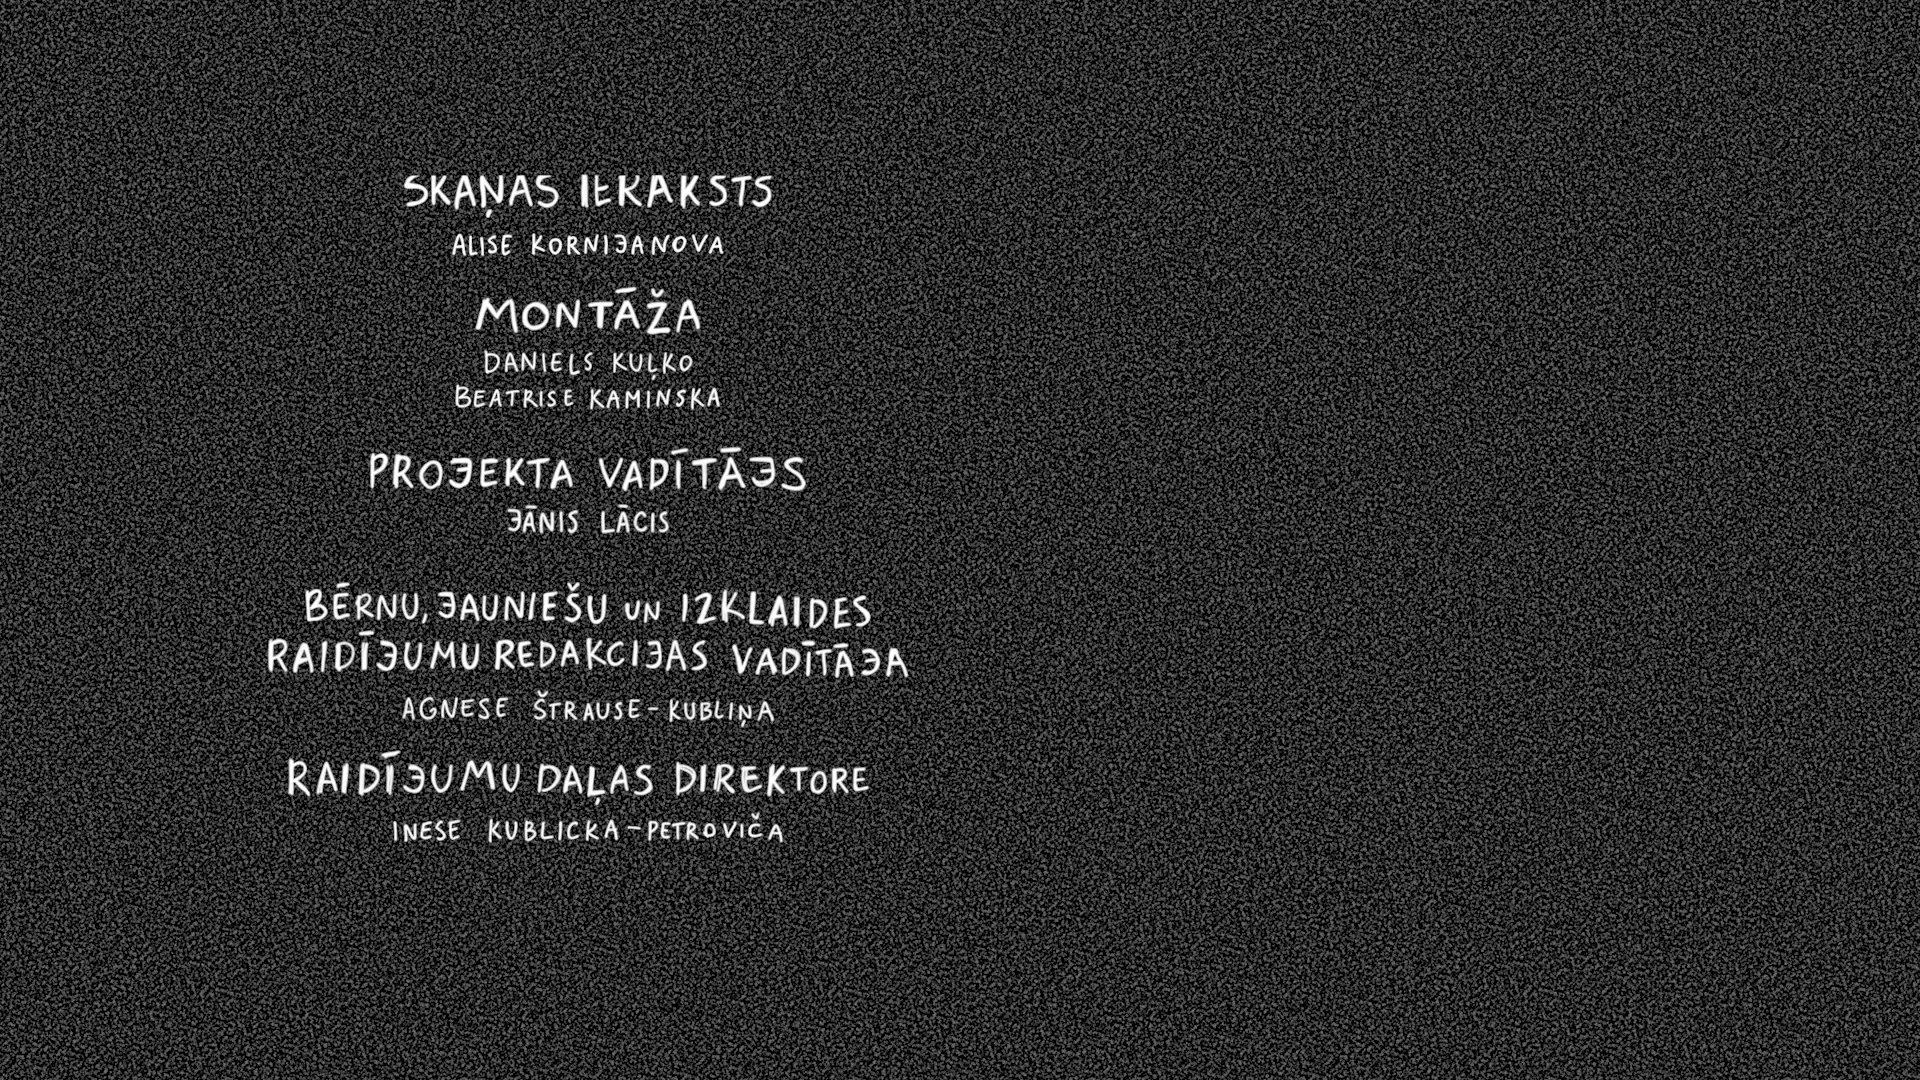 SKAŅAS IERAKSTS
ALISE KORNIJANOVA
MONTĀŽA
DANIELS KUĻKO
BEATRISE KAMINSKA
PROJEKTA VADĪTĀJS
JĀNIS LĀCIS
BĒRNU, JAUNIEŠU UN IZKLAIDES
RAIDĪJUMU REDAKCIJAS VADĪTĀJA
AGNESE ŠTRAUSE-KUBLIŅA
RAIDĪJUMU DAĻAS DIREKTORE
INESE KUBLICKA-PETROVIČA